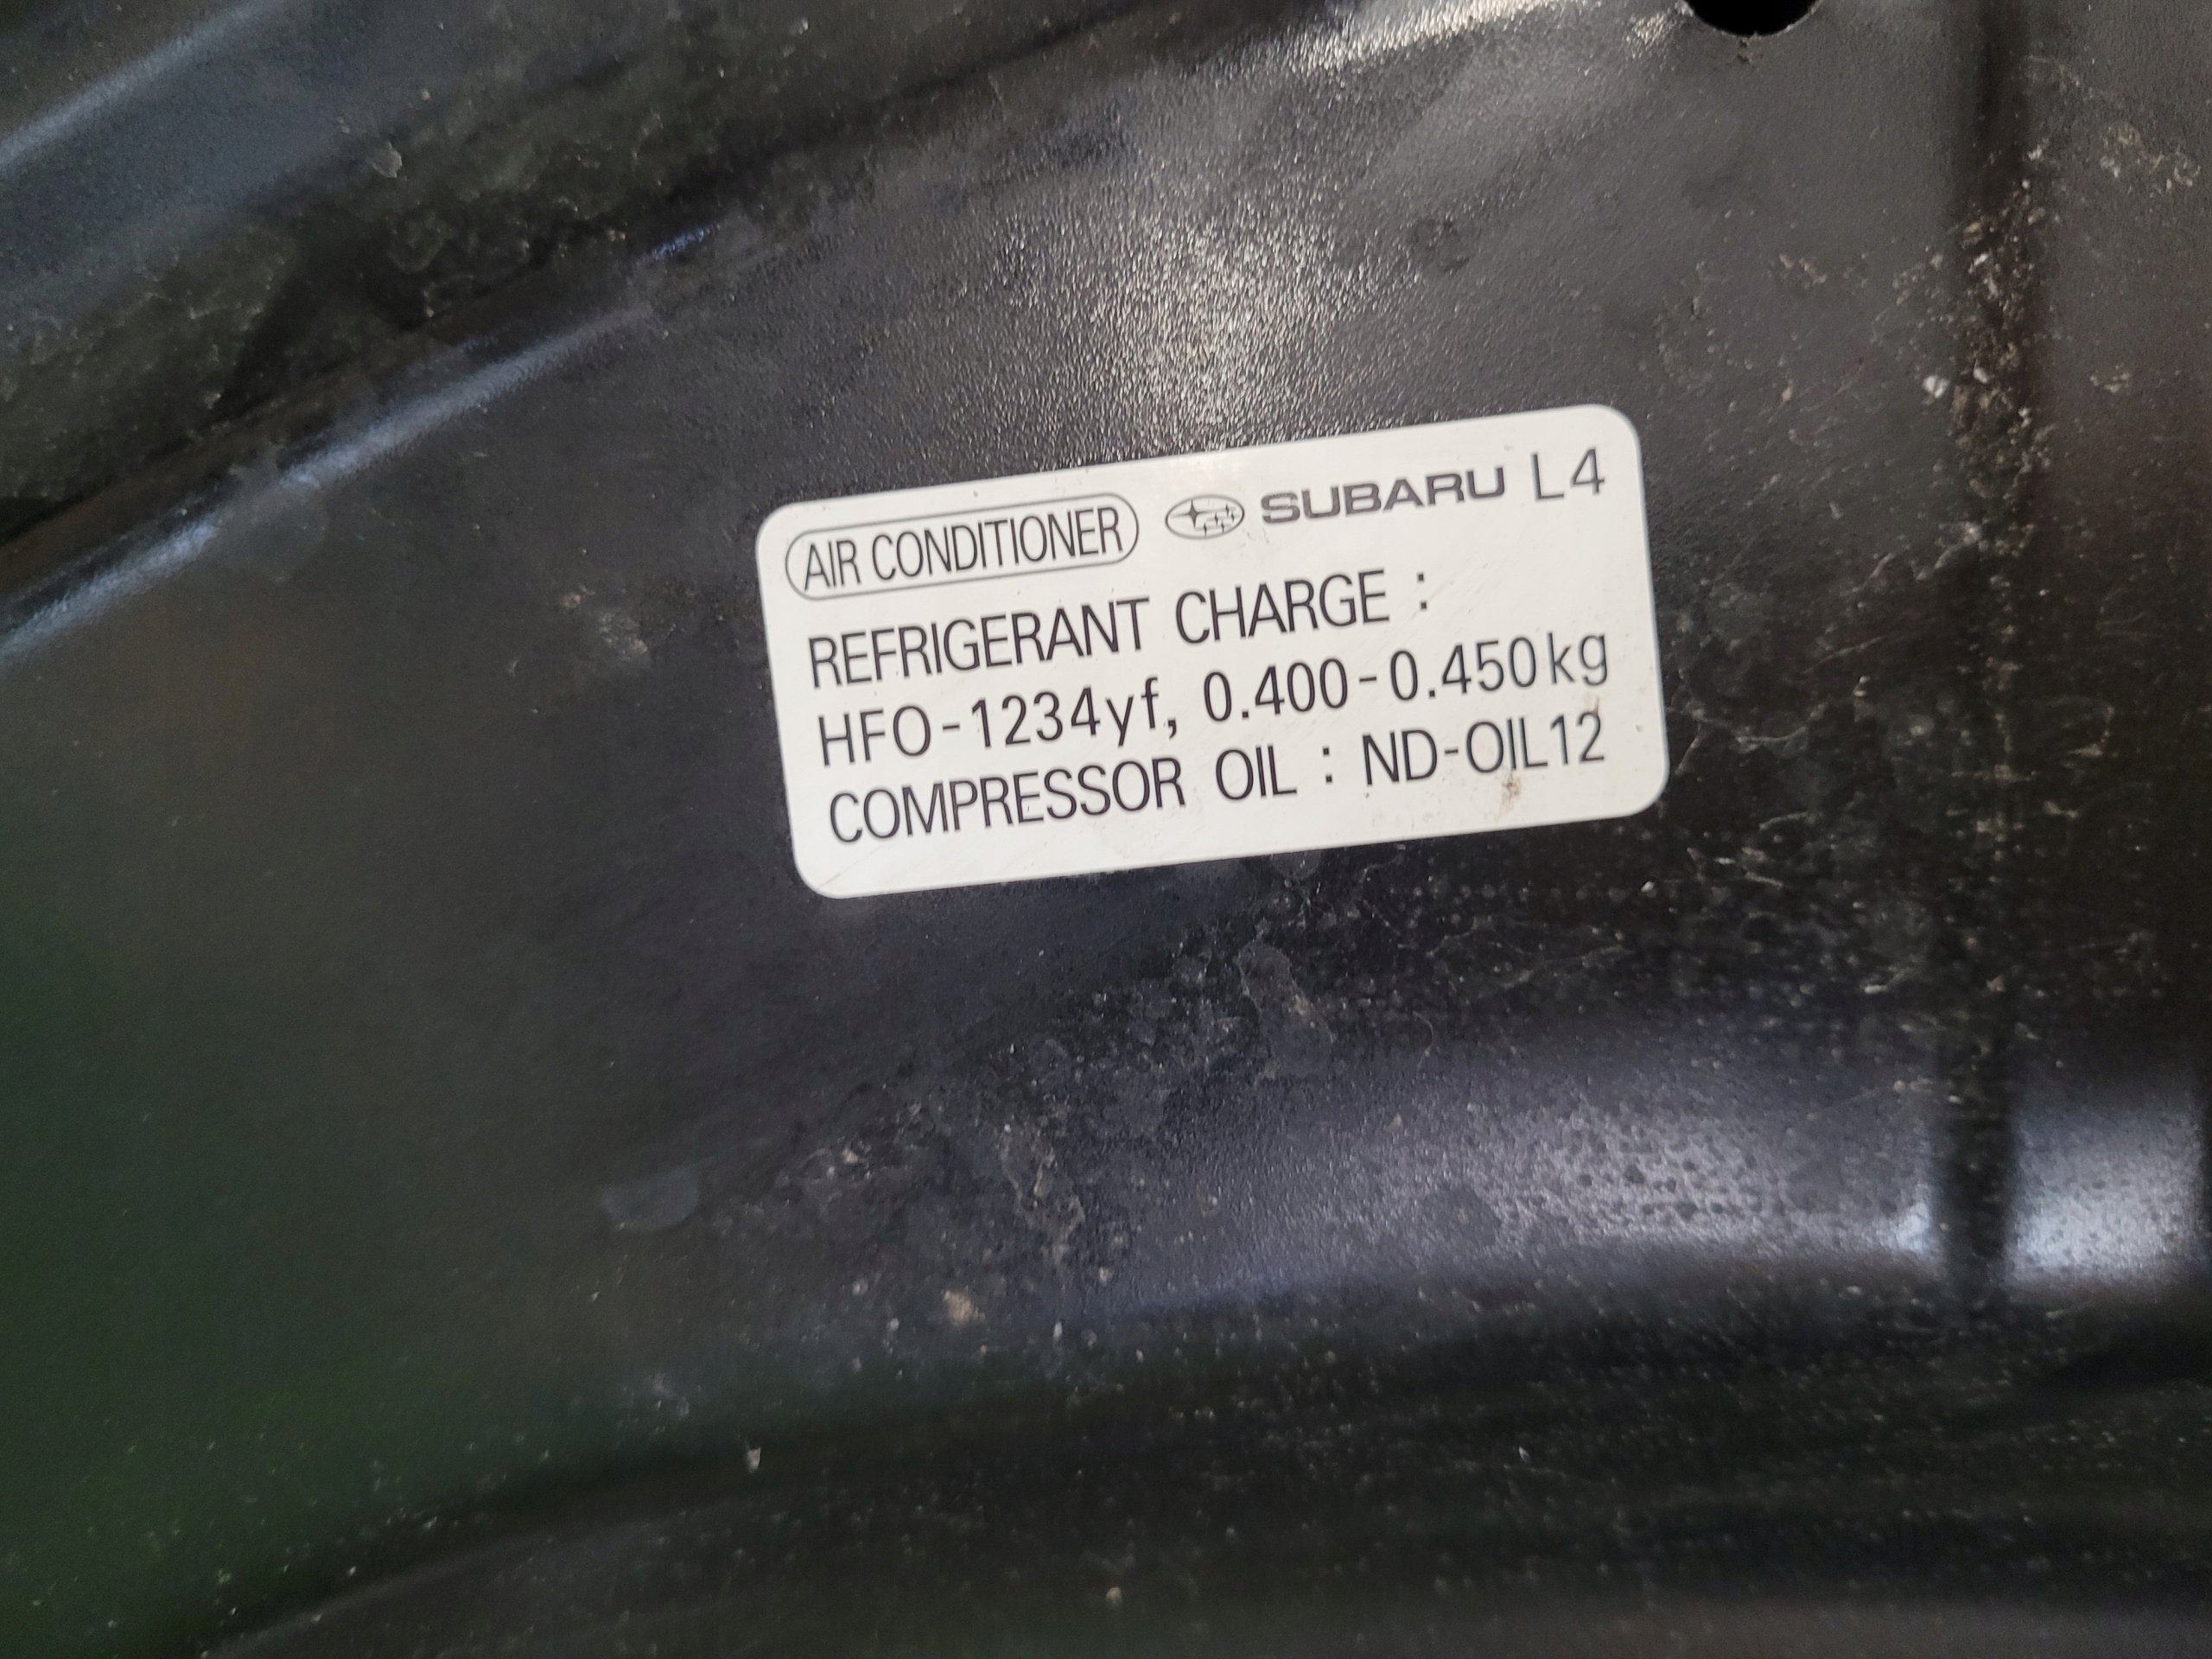 AIR CONDITIONER SUBARU L4
REFRIGERANT CHARGE :
HFO-1234yf, 0.400-0.450kg
COMPRESSOR OIL : ND-OIL12